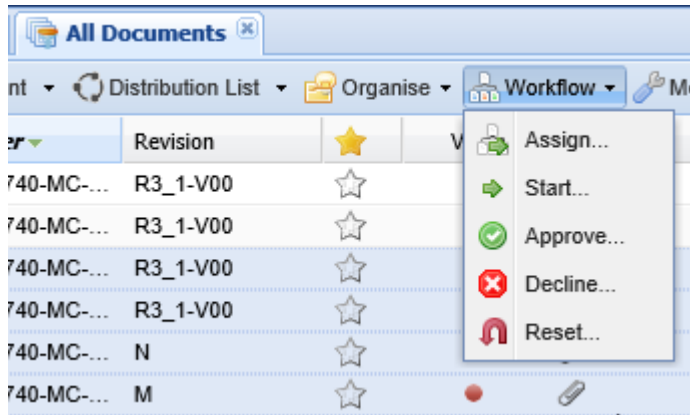 All Documents
nt Distribution List Organise Workflow M
er Revision V
740-MC-... R3_1-V00
740-MC-... R3_1-V00
740-MC-... R3_1-V00
740-MC-... R3_1-V00
740-MC-... N
740-MC-... M
Assign...
Start...
Approve...
Decline...
Reset...